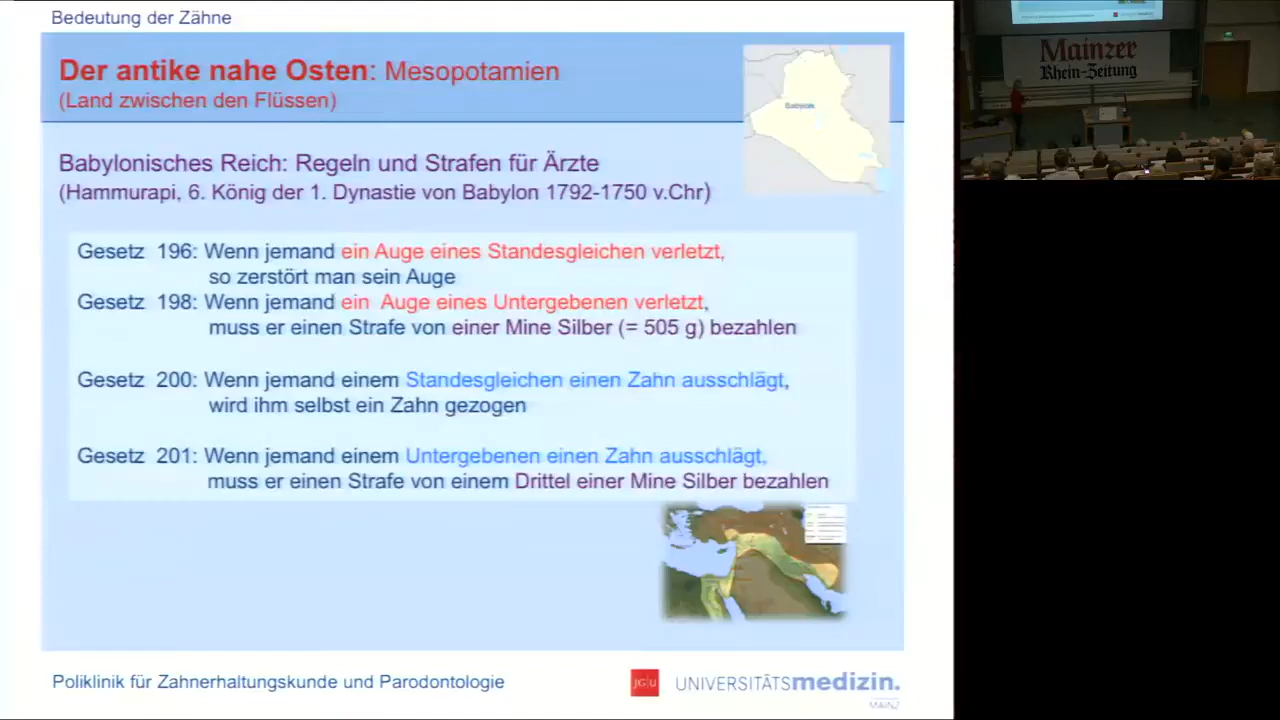 Bedeutung der Zähne
Der antike nahe Osten: Mesopotamien
(Land zwischen den Flüssen)
Babylon
Babylonisches Reich: Regeln und Strafen für Ärzte
(Hammurapi, 6. König der 1. Dynastie von Babylon 1792-1750 v.Chr)
Gesetz 196: Wenn jemand ein Auge eines Standesgleichen verletzt,
so zerstört man sein Auge
Gesetz 198: Wenn jemand ein Auge eines Untergebenen verletzt,
muss er einen Strafe von einer Mine Silber (= 505 g) bezahlen
Gesetz 200: Wenn jemand einem Standesgleichen einen Zahn ausschlägt,
wird ihm selbst ein Zahn gezogen
Gesetz 201: Wenn jemand einem Untergebenen einen Zahn ausschlägt,
muss er einen Strafe von einem Drittel einer Mine Silber bezahlen
Poliklinik für Zahnerhaltungskunde und Parodontologie
JG|U
UNIVERSITÄTSmedizin.
MAINZ
Mainzer
Rhein-Zeitung